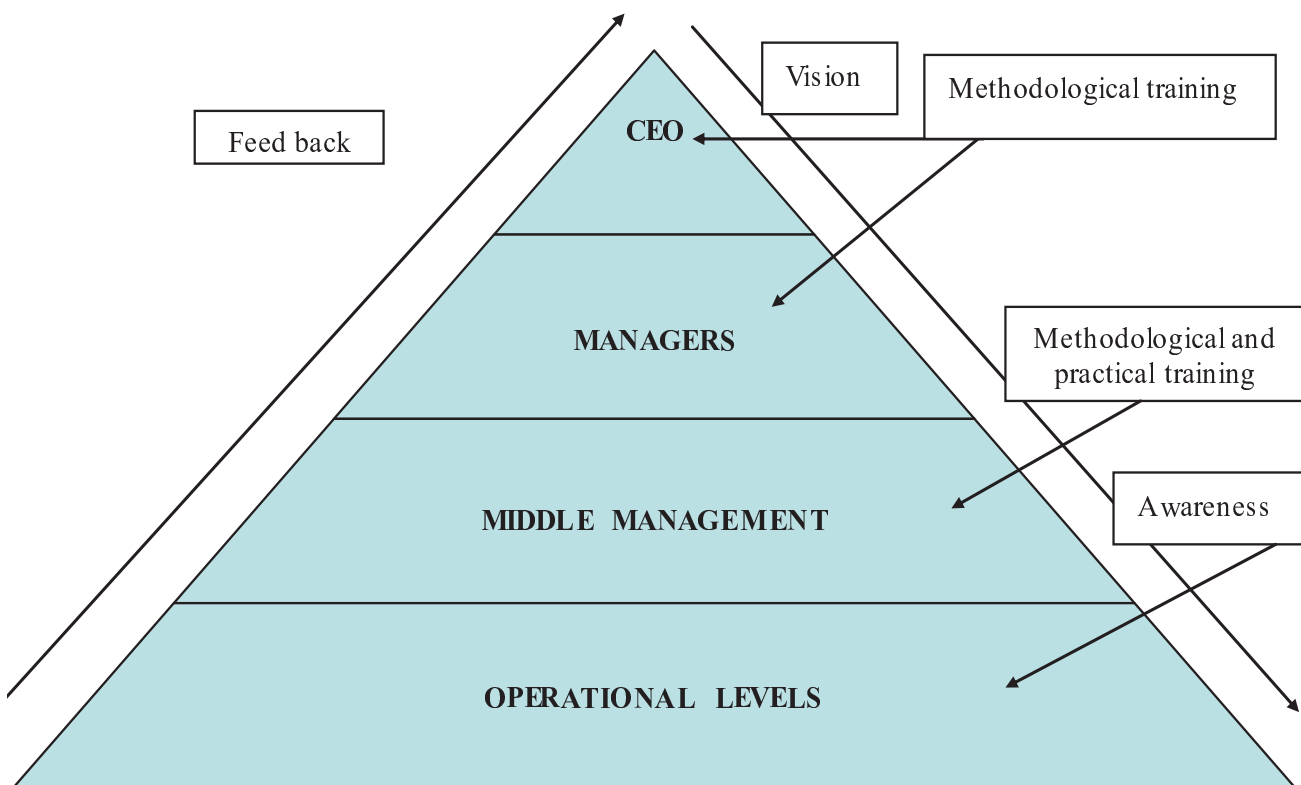 Vision
Methodological training
CEO
Feed back
MANAGERS
Methodological and
practical training
Awareness
MIDDLE MANAGEMENT
OPERATIONAL LEVELS